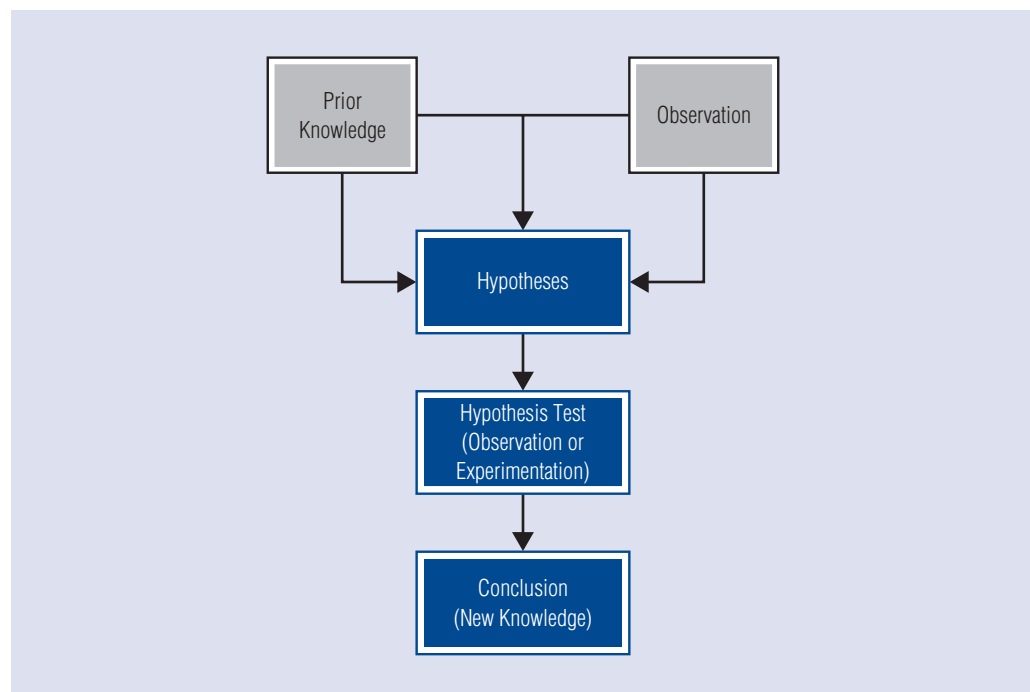 Prior
Knowledge
Observation
Hypotheses
Hypothesis Test
(Observation or
Experimentation)
Conclusion
(New Knowledge)